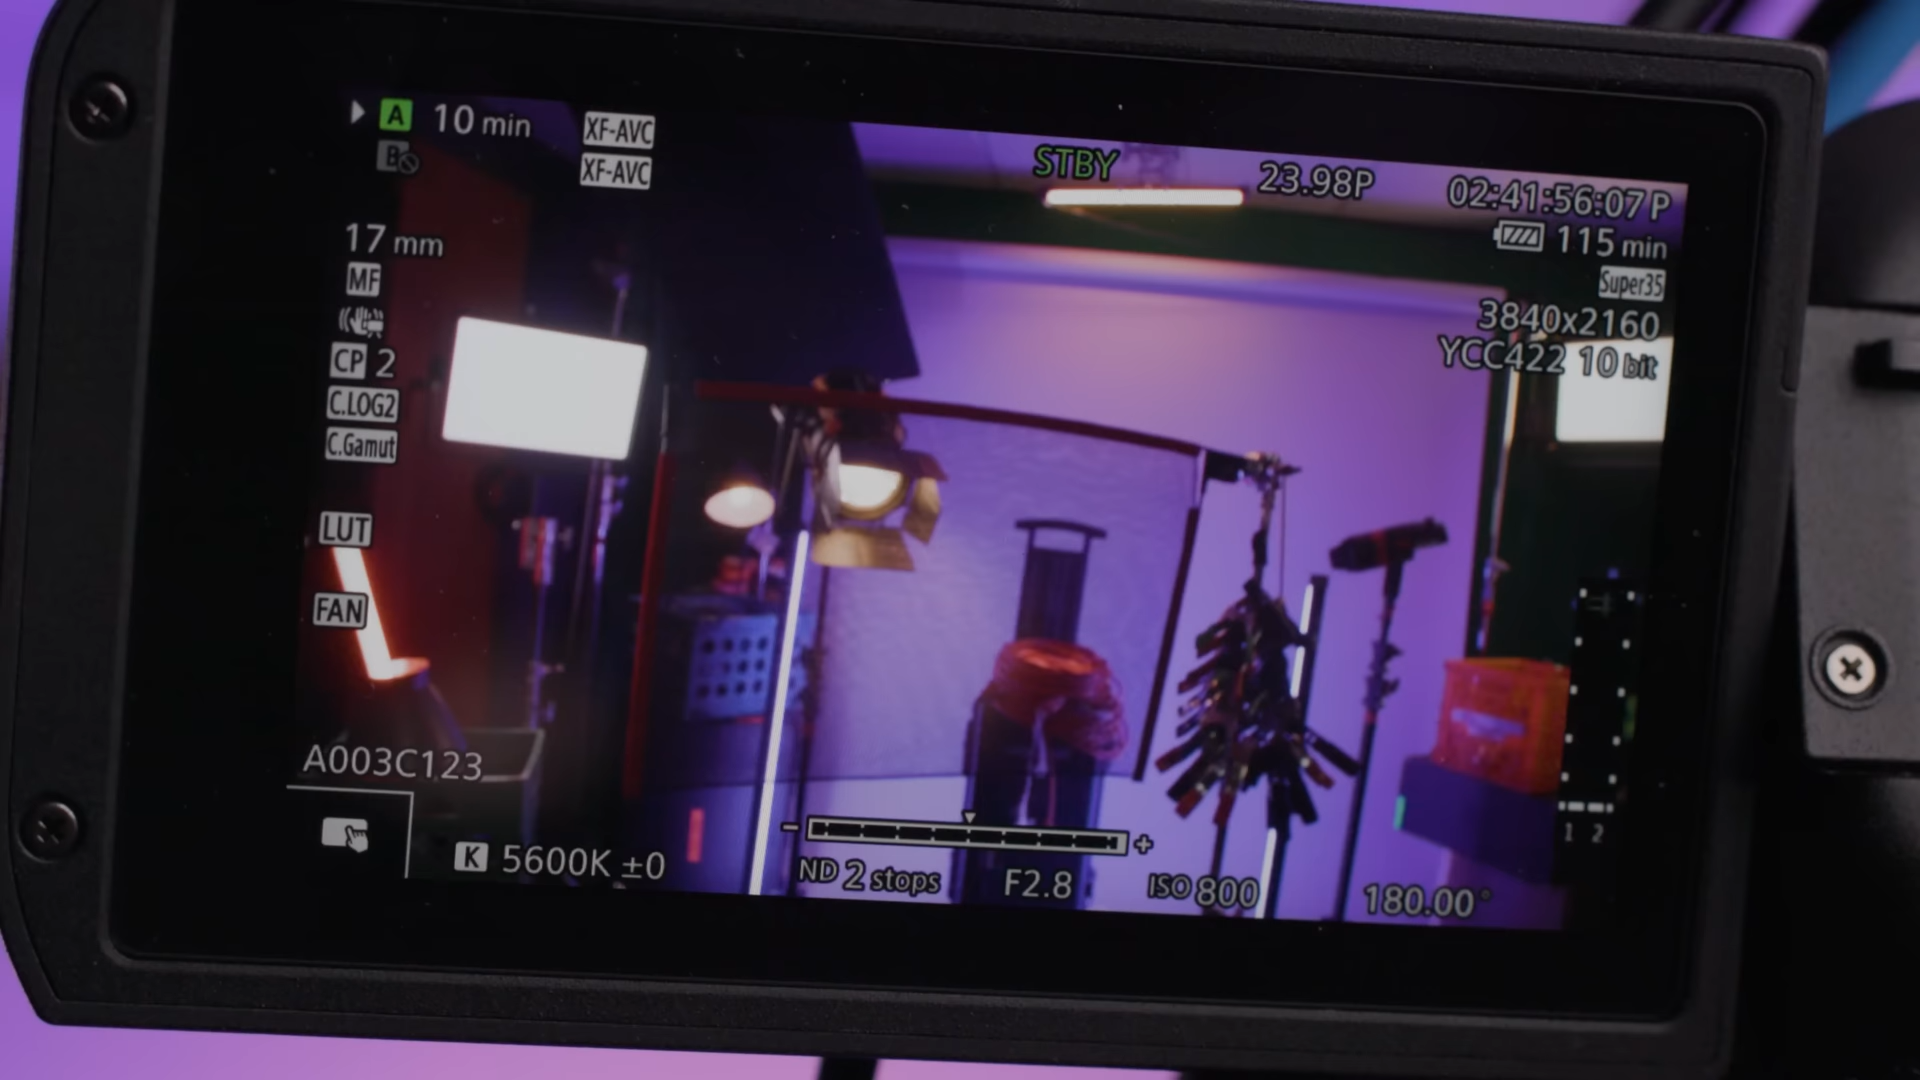 A 10 min XF-AVC
B XF-AVC
STBY 23.98P 02:41:56:07 P
115 min
Super35
3840x2160
YCC422 10 bit
17 mm
MF
CP 2
C.LOG2
C.Gamut
LUT
FAN
A003C123
K 5600K ±0
- +
ND 2 stops F2.8 ISO 800 180.00°
1 2